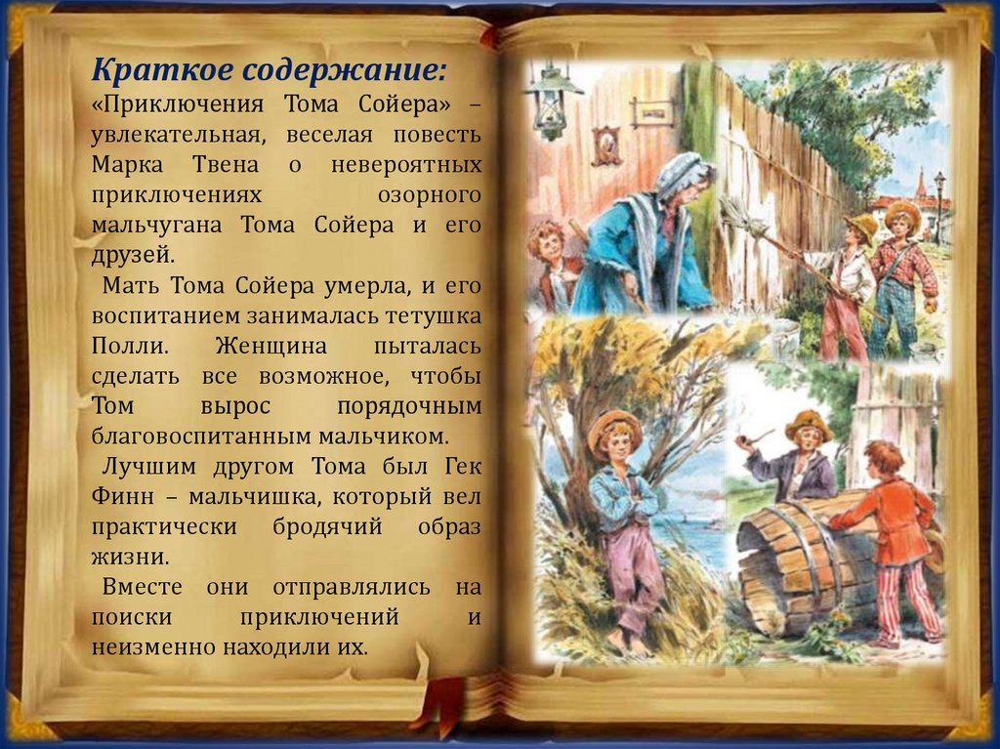 Краткое содержание:
«Приключения Тома Сойера» –
увлекательная, веселая повесть
Марка Твена о невероятных
приключениях озорного
мальчугана Тома Сойера и его
друзей.
Мать Тома Сойера умерла, и его
воспитанием занималась тетушка
Полли. Женщина пыталась
сделать все возможное, чтобы
Том вырос порядочным
благовоспитанным мальчиком.
Лучшим другом Тома был Гек
Финн – мальчишка, который вел
практически бродячий образ
жизни.
Вместе они отправлялись на
поиски приключений и
неизменно находили их.